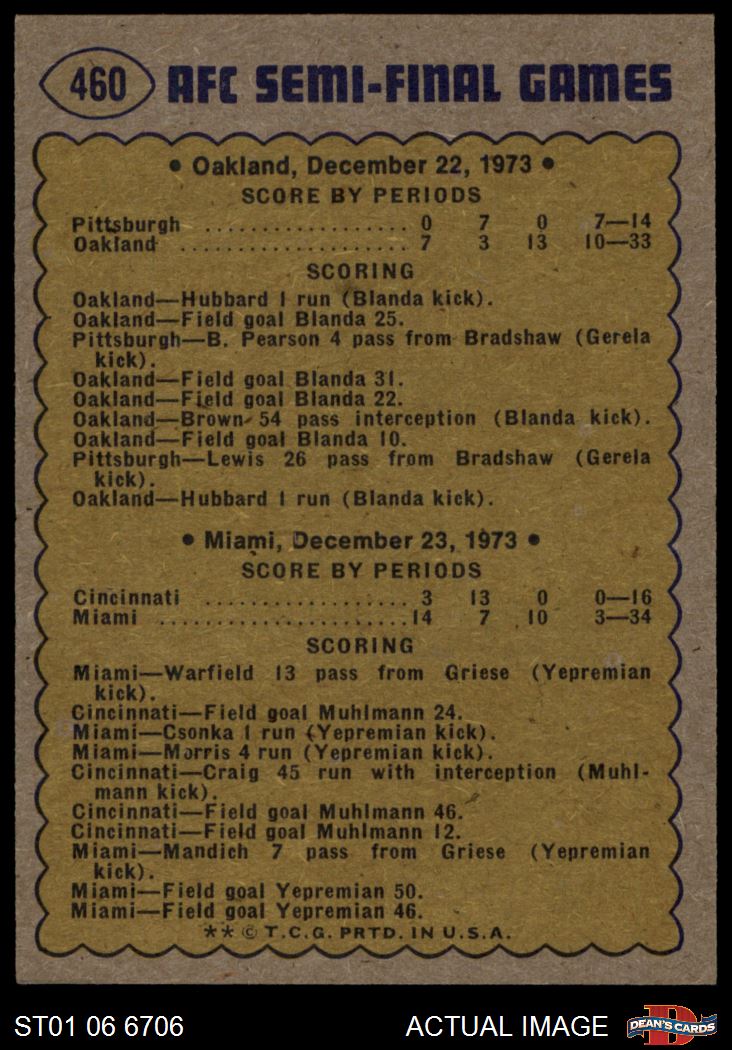 460 AFC SEMI-FINAL GAMES
• Oakland, December 22, 1973 •
SCORE BY PERIODS
Pittsburgh .................. 0 7 0 7—14
Oakland .................... 7 3 13 10—33
SCORING
Oakland—Hubbard 1 run (Blanda kick).
Oakland—Field goal Blanda 25.
Pittsburgh—B. Pearson 4 pass from Bradshaw (Gerela
kick).
Oakland—Field goal Blanda 31.
Oakland—Field goal Blanda 22.
Oakland—Brown 54 pass interception (Blanda kick).
Oakland—Field goal Blanda 10.
Pittsburgh—Lewis 26 pass from Bradshaw (Gerela
kick).
Oakland—Hubbard 1 run (Blanda kick).
• Miami, December 23, 1973 •
SCORE BY PERIODS
Cincinnati .................. 3 13 0 0—16
Miami ...................... 14 7 10 3—34
SCORING
Miami—Warfield 13 pass from Griese (Yepremian
kick).
Cincinnati—Field goal Muhlmann 24.
Miami—Csonka 1 run (Yepremian kick).
Miami—Morris 4 run (Yepremian kick).
Cincinnati—Craig 45 run with interception (Muhl-
mann kick).
Cincinnati—Field goal Muhlmann 46.
Cincinnati—Field goal Muhlmann 12.
Miami—Mandich 7 pass from Griese (Yepremian
kick).
Miami—Field goal Yepremian 50.
Miami—Field goal Yepremian 46.
** © T.C.G. PRTD. IN U.S.A.
ST01 06 6706 ACTUAL IMAGE D DEAN'S CARDS